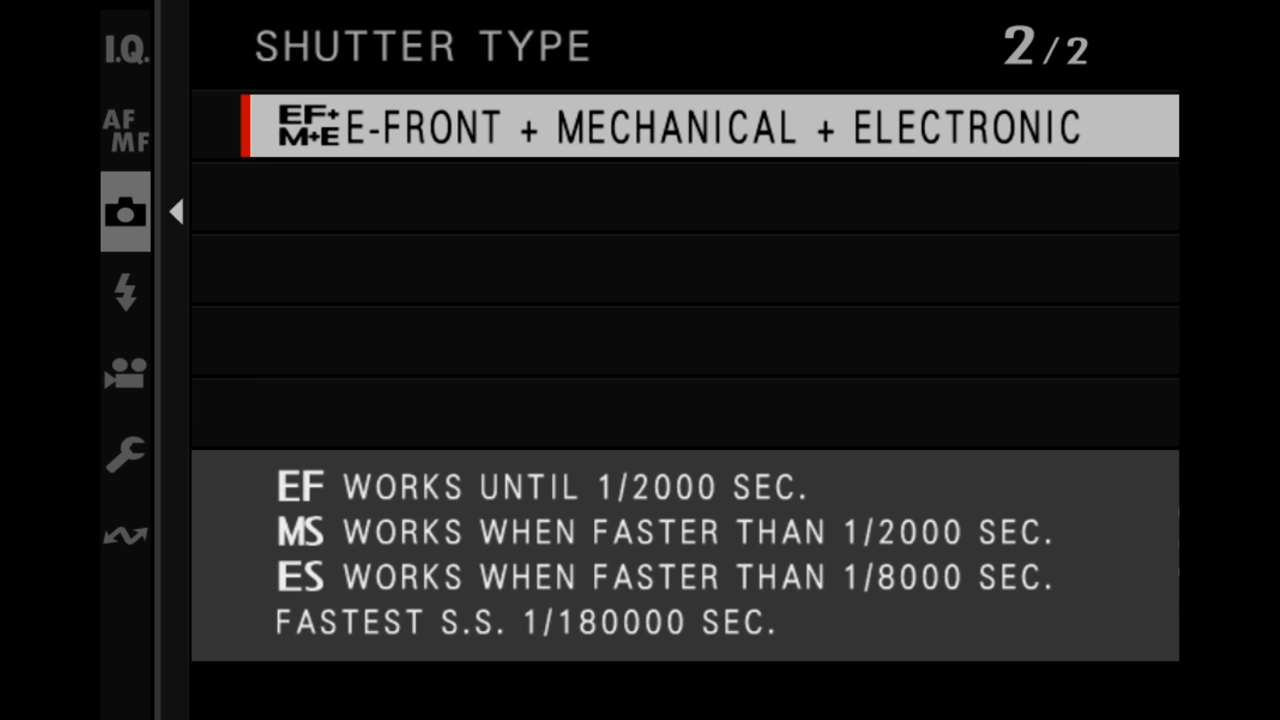 I.Q.
SHUTTER TYPE
2/2
AF
MF
EF+
M+E E-FRONT + MECHANICAL + ELECTRONIC
EF WORKS UNTIL 1/2000 SEC.
MS WORKS WHEN FASTER THAN 1/2000 SEC.
ES WORKS WHEN FASTER THAN 1/8000 SEC.
FASTEST S.S. 1/180000 SEC.